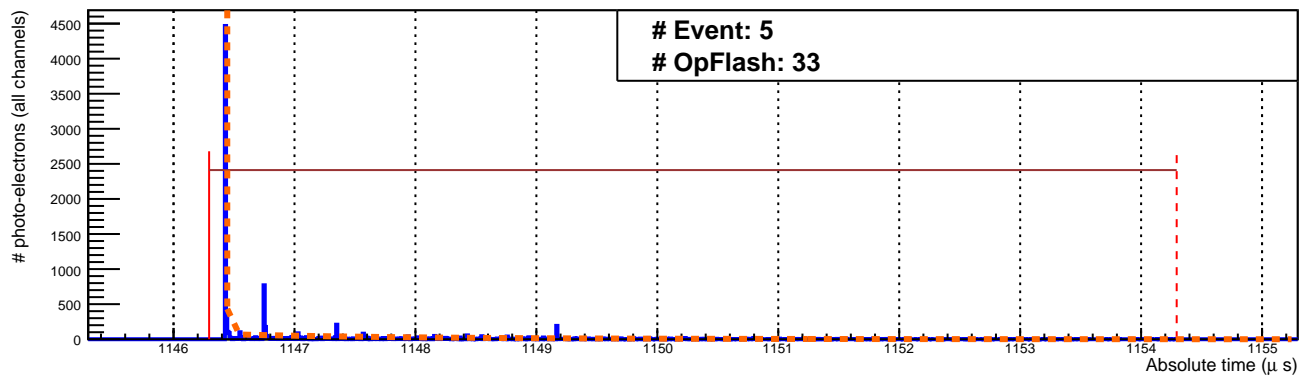 # Event: 5
# OpFlash: 33
# photo-electrons (all channels)
4500
4000
3500
3000
2500
2000
1500
1000
500
0
1146 1147 1148 1149 1150 1151 1152 1153 1154 1155
Absolute time (μ s)